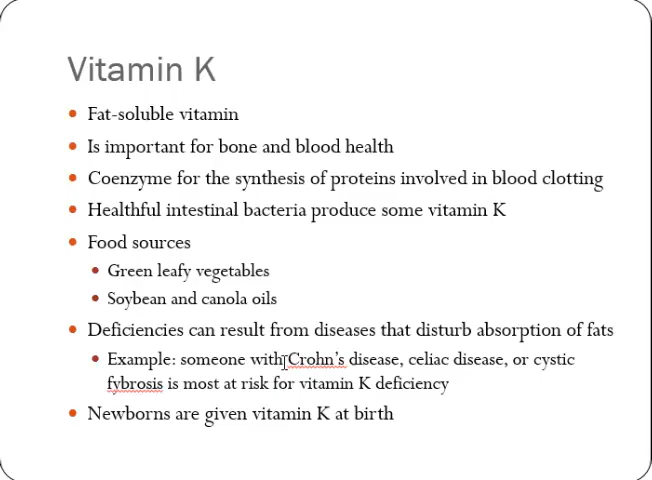 Vitamin K
• Fat-soluble vitamin
• Is important for bone and blood health
• Coenzyme for the synthesis of proteins involved in blood clotting
• Healthful intestinal bacteria produce some vitamin K
• Food sources
• Green leafy vegetables
• Soybean and canola oils
• Deficiencies can result from diseases that disturb absorption of fats
• Example: someone with Crohn's disease, celiac disease, or cystic
fybrosis is most at risk for vitamin K deficiency
• Newborns are given vitamin K at birth